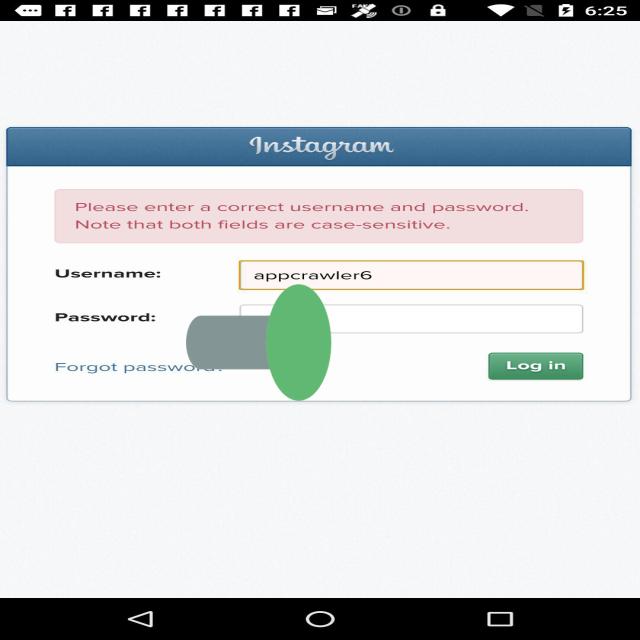 6:25
Instagram
Please enter a correct username and password.
Note that both fields are case-sensitive.
Username:
appcrawler6
Password:
Forgot password?
Log in